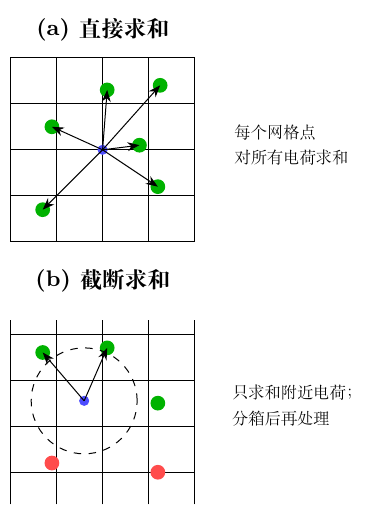 (a) 直接求和
每个网格点
对所有电荷求和
(b) 截断求和
只求和附近电荷；
分箱后再处理